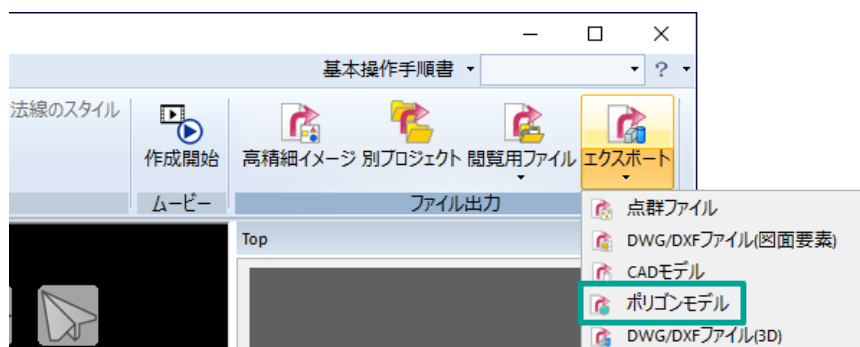 基本操作手順書
?
法線のスタイル
作成開始
高精細イメージ
別プロジェクト
閲覧用ファイル
エクスポート
ムービー
ファイル出力
Top
点群ファイル
DWG/DXFファイル(図面要素)
CADモデル
ポリゴンモデル
DWG/DXFファイル(3D)